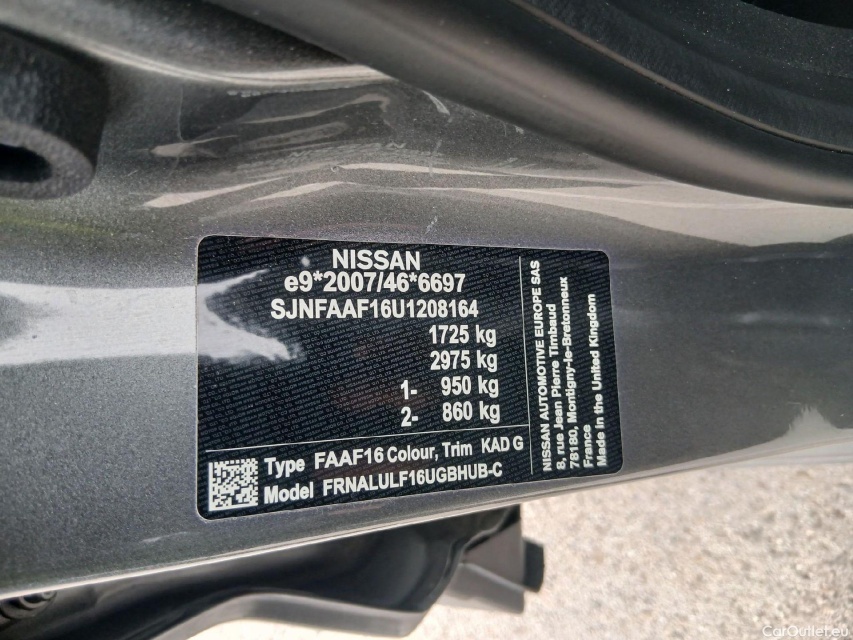 NISSAN
e9*2007/46*6697
SJNFAAF16U1208164
1725 kg
2975 kg
1- 950 kg
2- 860 kg
Type FAAF16 Colour, Trim KAD G
Model FRNALULF16UGBHUB-C
NISSAN AUTOMOTIVE EUROPE SAS
8, rue Jean Pierre Timbaud
78180, Montigny-le-Bretonneux
France
Made in the United Kingdom
CarOutlet.eu